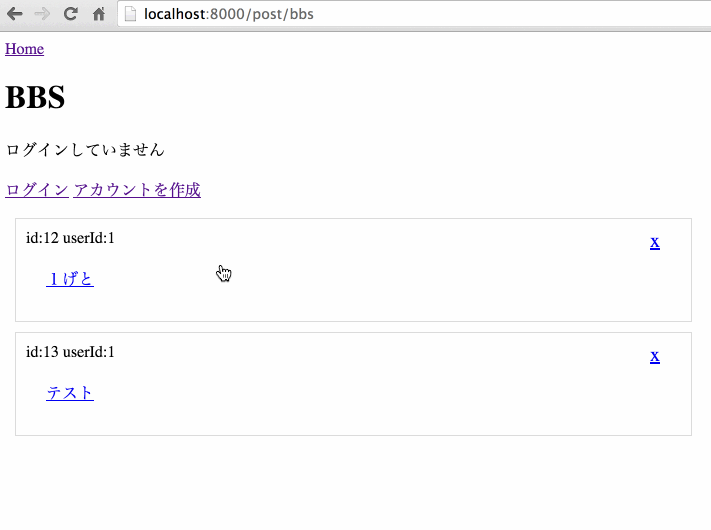 localhost:8000/post/bbs
Home
BBS
ログインしていません
ログイン アカウントを作成
id:12 userId:1
x
１げと
id:13 userId:1
x
テスト